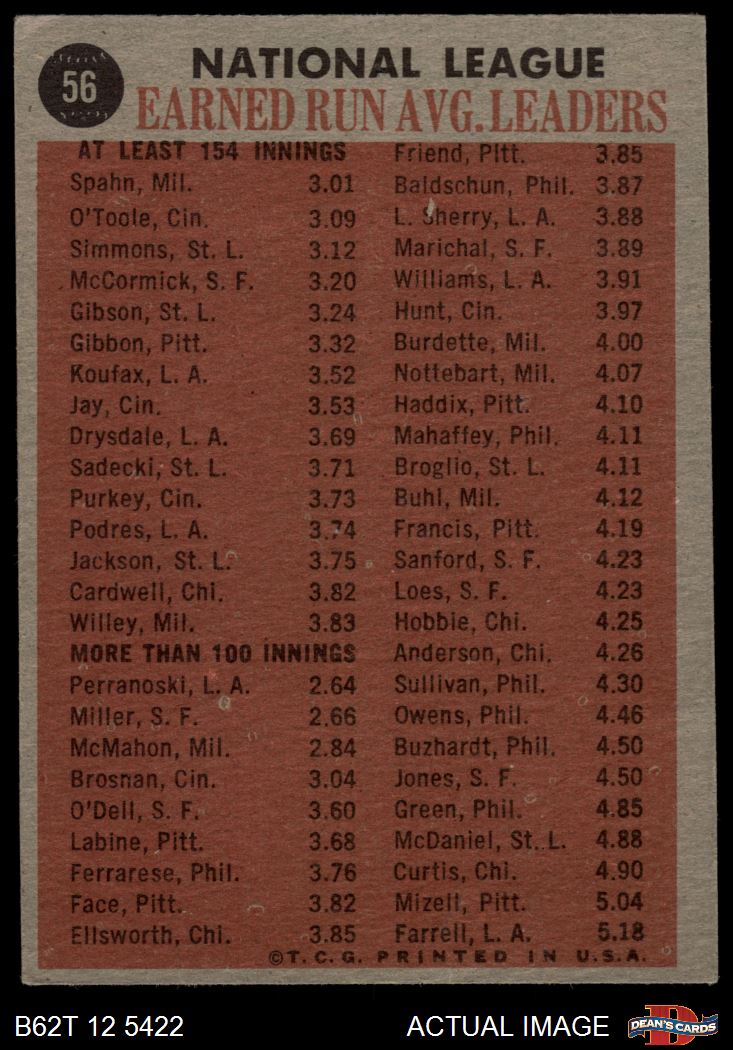 56
NATIONAL LEAGUE
EARNED RUN AVG. LEADERS
AT LEAST 154 INNINGS
Spahn, Mil. 3.01
O'Toole, Cin. 3.09
Simmons, St. L. 3.12
McCormick, S. F. 3.20
Gibson, St. L. 3.24
Gibbon, Pitt. 3.32
Koufax, L. A. 3.52
Jay, Cin. 3.53
Drysdale, L. A. 3.69
Sadecki, St. L. 3.71
Purkey, Cin. 3.73
Podres, L. A. 3.74
Jackson, St. L. 3.75
Cardwell, Chi. 3.82
Willey, Mil. 3.83
MORE THAN 100 INNINGS
Perranoski, L. A. 2.64
Miller, S. F. 2.66
McMahon, Mil. 2.84
Brosnan, Cin. 3.04
O'Dell, S. F. 3.60
Labine, Pitt. 3.68
Ferrarese, Phil. 3.76
Face, Pitt. 3.82
Ellsworth, Chi. 3.85
Friend, Pitt. 3.85
Baldschun, Phil. 3.87
L. Sherry, L. A. 3.88
Marichal, S. F. 3.89
Williams, L. A. 3.91
Hunt, Cin. 3.97
Burdette, Mil. 4.00
Nottebart, Mil. 4.07
Haddix, Pitt. 4.10
Mahaffey, Phil. 4.11
Broglio, St. L. 4.11
Buhl, Mil. 4.12
Francis, Pitt. 4.19
Sanford, S. F. 4.23
Loes, S. F. 4.23
Hobbie, Chi. 4.25
Anderson, Chi. 4.26
Sullivan, Phil. 4.30
Owens, Phil. 4.46
Buzhardt, Phil. 4.50
Jones, S. F. 4.50
Green, Phil. 4.85
McDaniel, St. L. 4.88
Curtis, Chi. 4.90
Mizell, Pitt. 5.04
Farrell, L. A. 5.18
©T. C. G. PRINTED IN U.S.A.
B62T 12 5422
ACTUAL IMAGE
D
DEAN'S CARDS